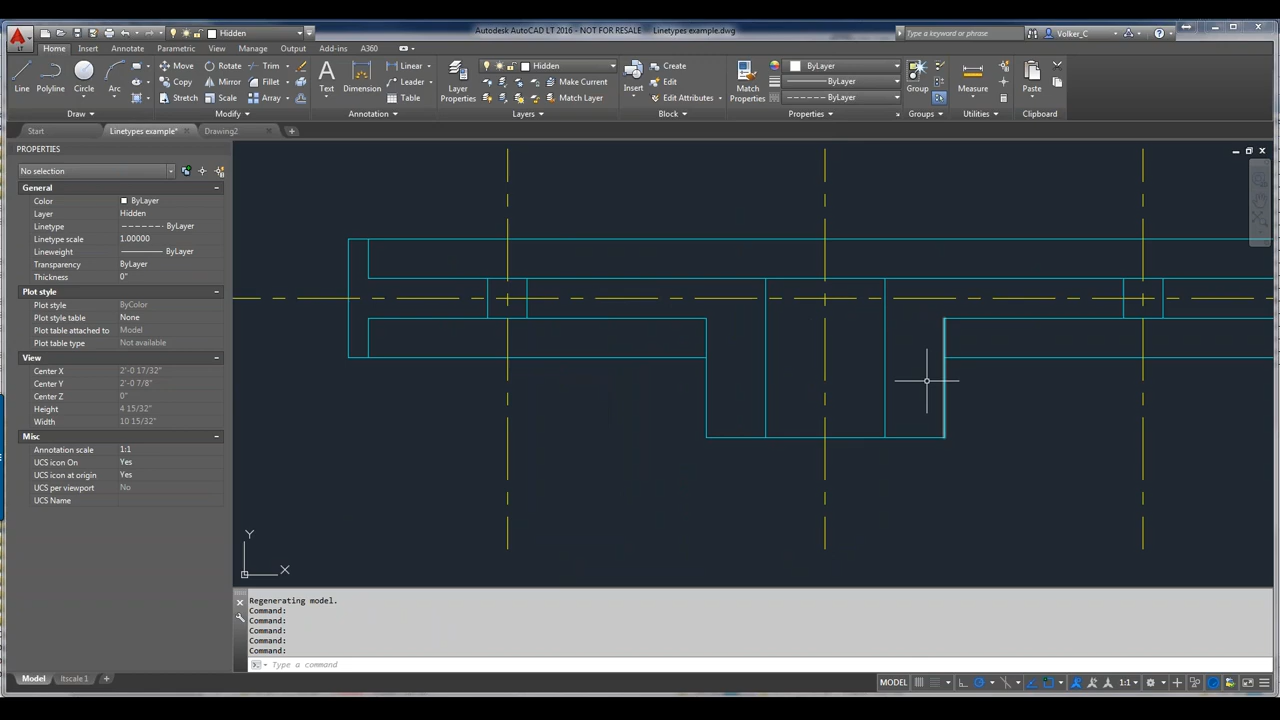 Hidden
Autodesk AutoCAD LT 2016 - NOT FOR RESALE Linetypes example.dwg
Type a keyword or phrase
Volker_C
LT
Home Insert Annotate Parametric View Manage Output Add-ins A360
Line Polyline Circle Arc
Move Rotate Trim
Copy Mirror Fillet
Stretch Scale Array
Text Dimension
Linear
Leader
Table
Layer Properties
Hidden
Make Current
Match Layer
Insert
Create
Edit
Edit Attributes
Match Properties
ByLayer
ByLayer
ByLayer
Group
Measure
Paste
Draw Modify Annotation Layers Block Properties Groups Utilities Clipboard
Start Linetypes example* Drawing2
PROPERTIES
No selection
General
Color ByLayer
Layer Hidden
Linetype ByLayer
Linetype scale 1.00000
Lineweight ByLayer
Transparency ByLayer
Thickness 0"
Plot style
Plot style ByColor
Plot style table None
Plot table attached to Model
Plot table type Not available
View
Center X 2'-0 17/32"
Center Y 2'-0 7/8"
Center Z 0"
Height 4 15/32"
Width 10 15/32"
Misc
Annotation scale 1:1
UCS icon On Yes
UCS icon at origin Yes
UCS per viewport No
UCS Name
Y
X
Regenerating model.
Command:
Command:
Command:
Command:
Command:
Type a command
Model ltscale 1
MODEL 1:1